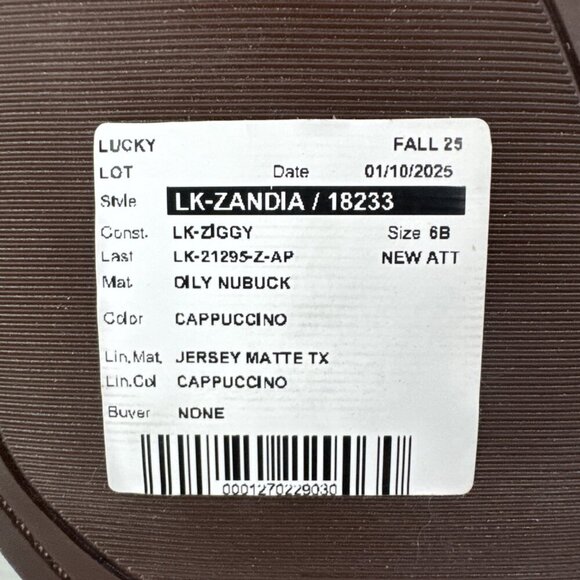 LUCKY FALL 25
LOT Date 01/10/2025
Style LK-ZANDIA / 18233
Const. LK-ZIGGY Size 6B
Last LK-21295-Z-AP NEW ATT
Mat. OILY NUBUCK
Color CAPPUCCINO
Lin.Mat. JERSEY MATTE TX
Lin.Col CAPPUCCINO
Buyer NONE
0001270229030